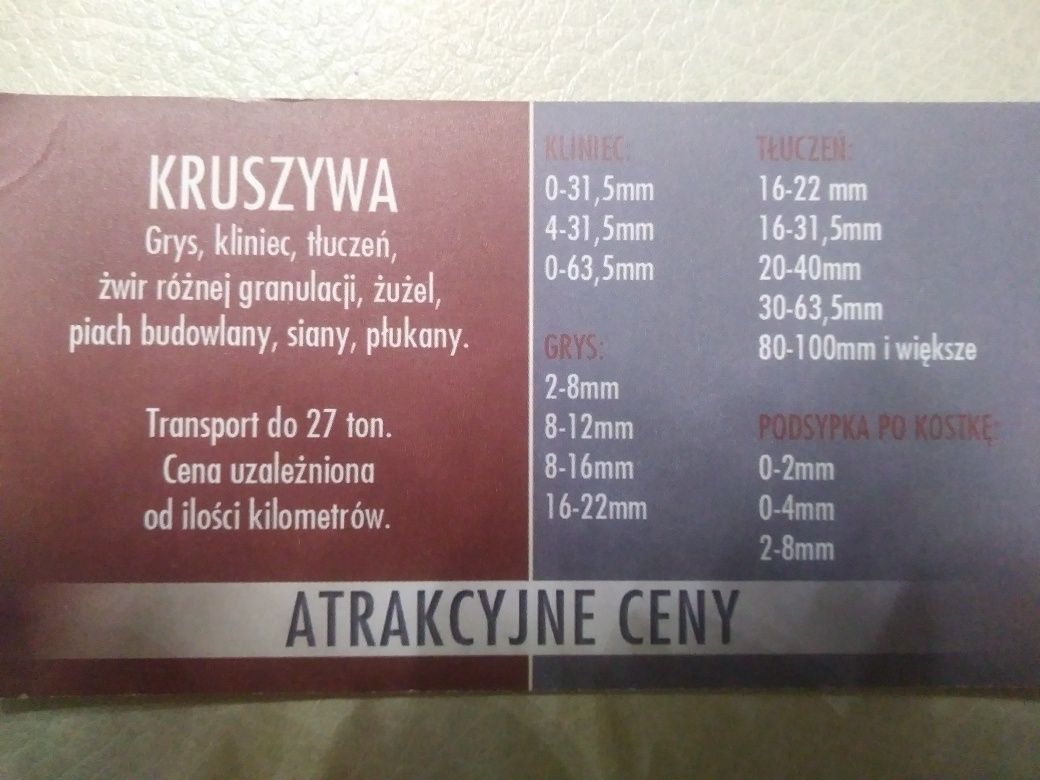 KRUSZYWA
Grys, kliniec, tłuczeń,
żwir różnej granulacji, żużel,
piach budowlany, siany, płukany.
Transport do 27 ton.
Cena uzależniona
od ilości kilometrów.
KLINIEC:
0-31,5mm
4-31,5mm
0-63,5mm
GRYS:
2-8mm
8-12mm
8-16mm
16-22mm
TŁUCZEŃ:
16-22 mm
16-31,5mm
20-40mm
30-63,5mm
80-100mm i większe
PODSYPKA PO KOSTKĘ:
0-2mm
0-4mm
2-8mm
ATRAKCYJNE CENY